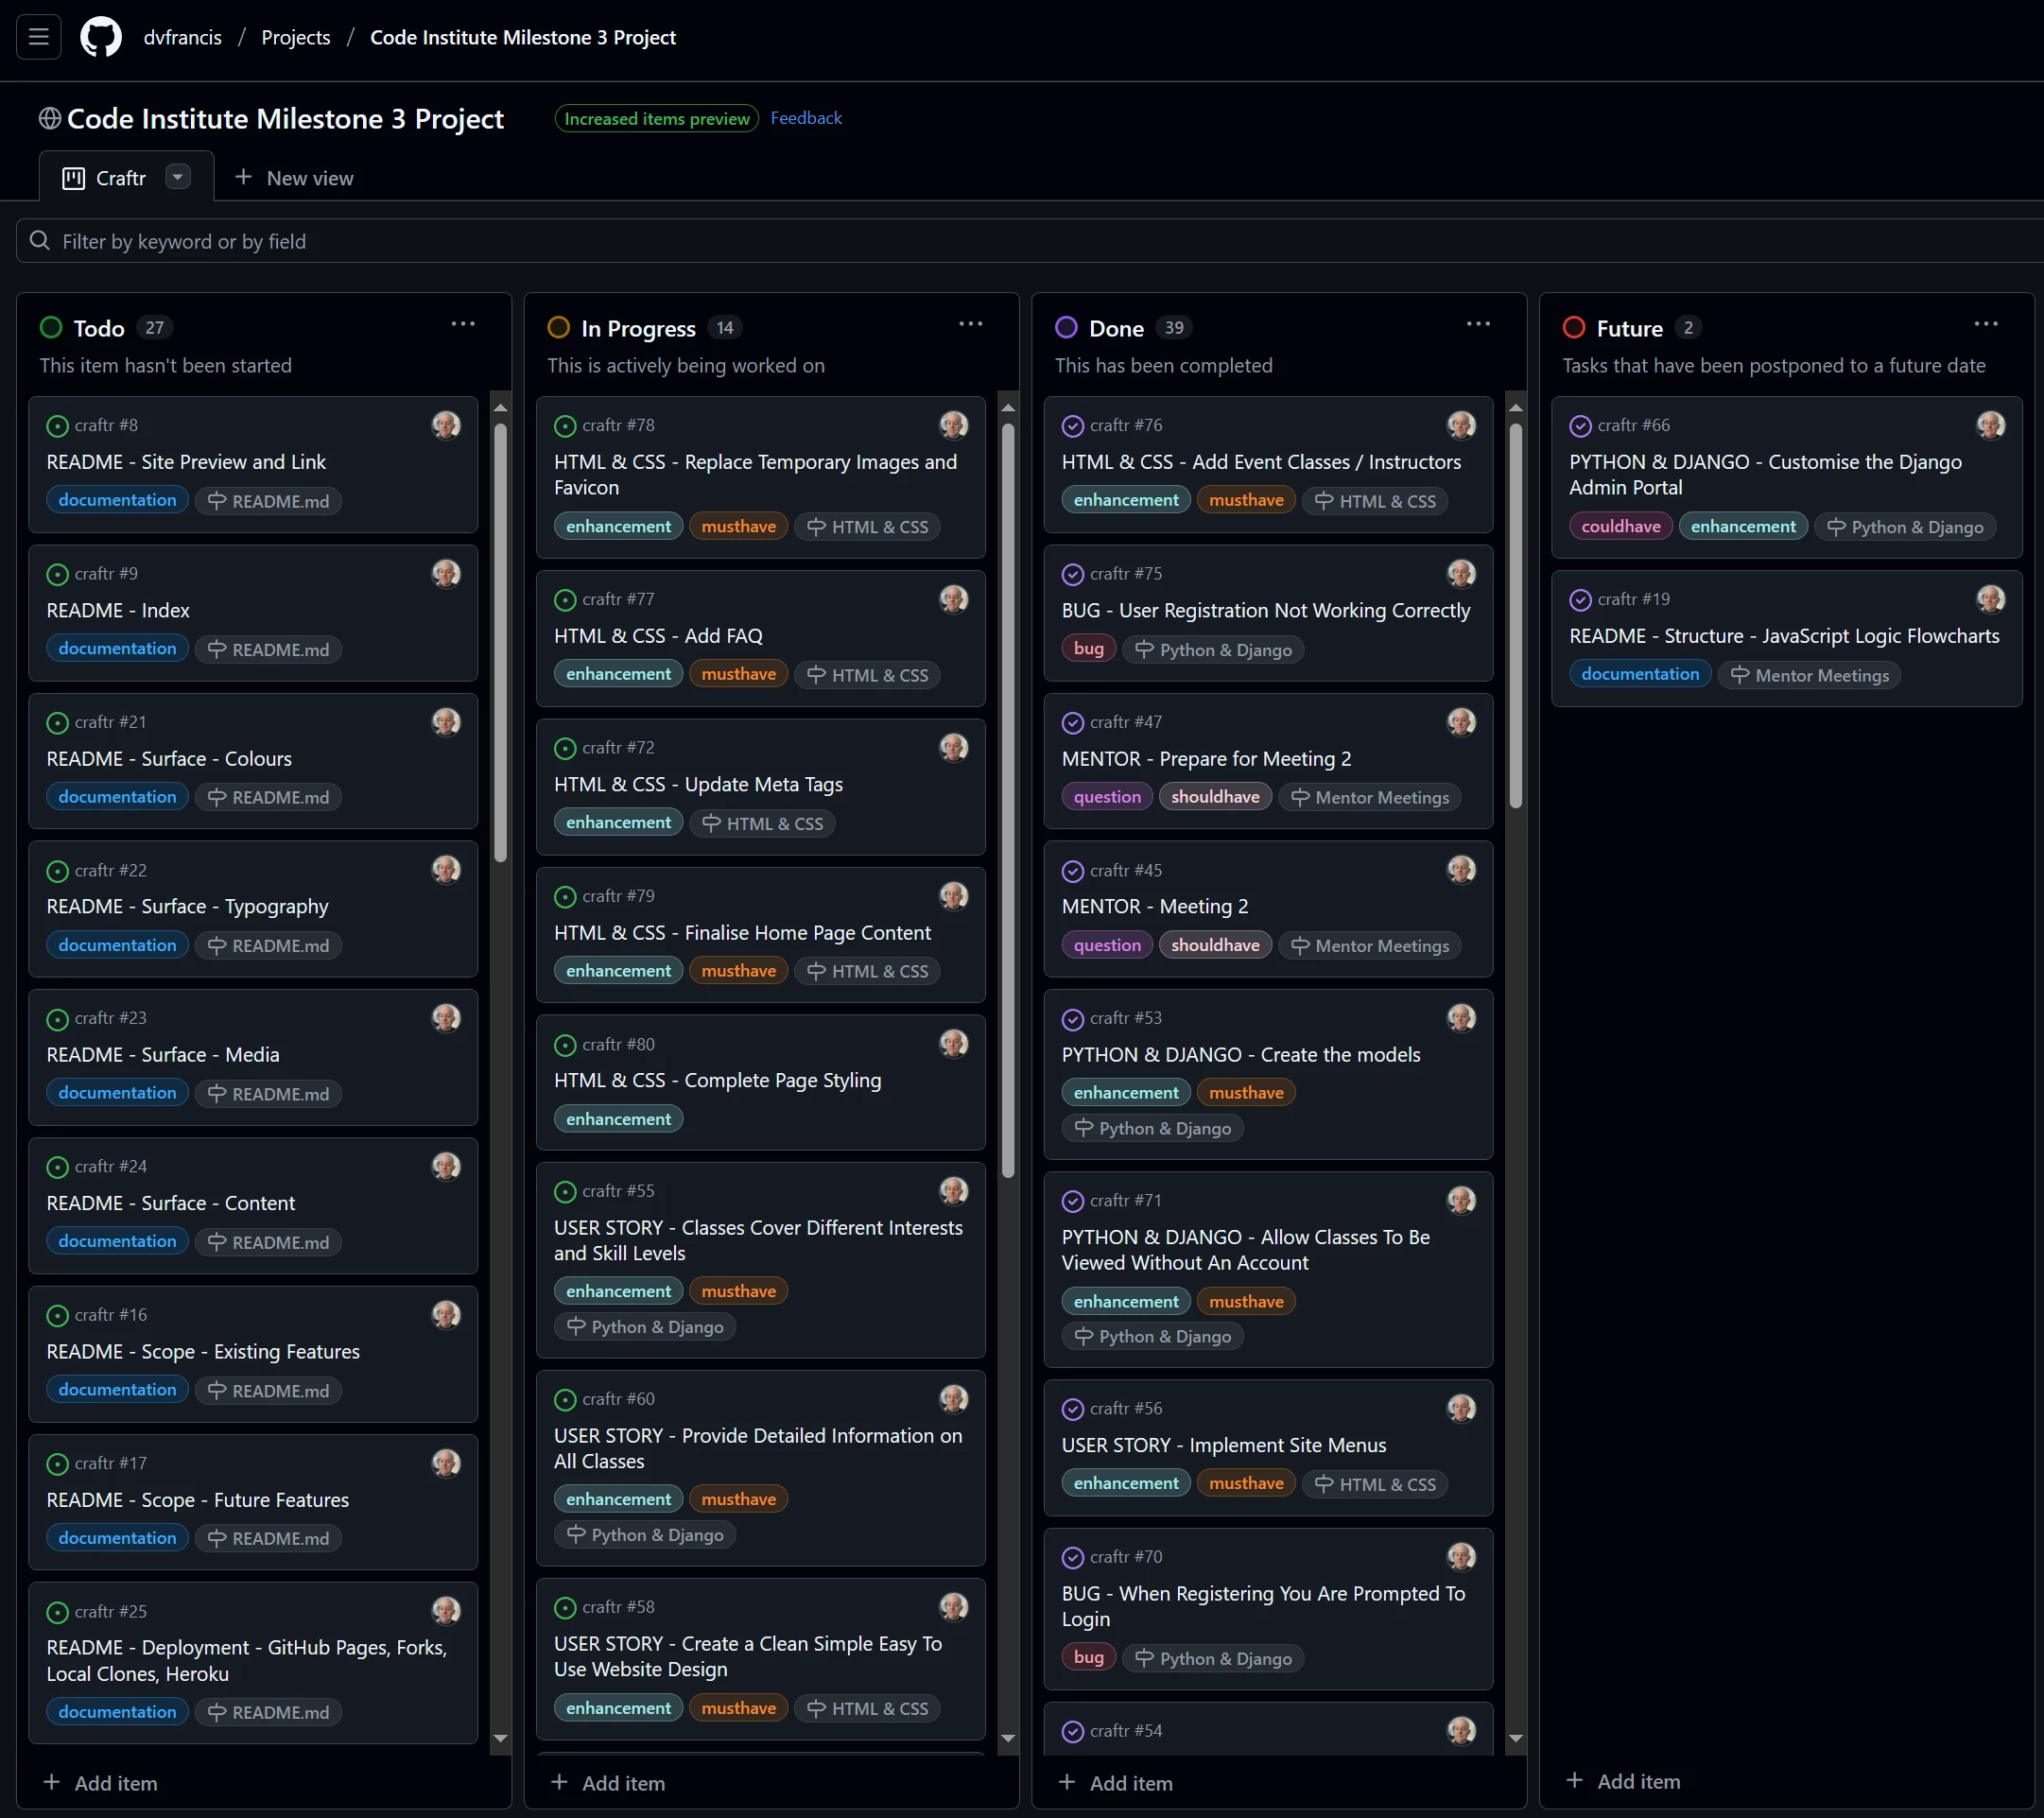 dvfrancis / Projects / Code Institute Milestone 3 Project
Code Institute Milestone 3 Project
Increased items preview
Feedback
Craftr
New view
Filter by keyword or by field
Todo 27
This item hasn't been started
craftr #8
README - Site Preview and Link
documentation README.md
craftr #9
README - Index
documentation README.md
craftr #21
README - Surface - Colours
documentation README.md
craftr #22
README - Surface - Typography
documentation README.md
craftr #23
README - Surface - Media
documentation README.md
craftr #24
README - Surface - Content
documentation README.md
craftr #16
README - Scope - Existing Features
documentation README.md
craftr #17
README - Scope - Future Features
documentation README.md
craftr #25
README - Deployment - GitHub Pages, Forks,
Local Clones, Heroku
documentation README.md
+ Add item
In Progress 14
This is actively being worked on
craftr #78
HTML & CSS - Replace Temporary Images and
Favicon
enhancement musthave HTML & CSS
craftr #77
HTML & CSS - Add FAQ
enhancement musthave HTML & CSS
craftr #72
HTML & CSS - Update Meta Tags
enhancement HTML & CSS
craftr #79
HTML & CSS - Finalise Home Page Content
enhancement musthave HTML & CSS
craftr #80
HTML & CSS - Complete Page Styling
enhancement
craftr #55
USER STORY - Classes Cover Different Interests
and Skill Levels
enhancement musthave
Python & Django
craftr #60
USER STORY - Provide Detailed Information on
All Classes
enhancement musthave
Python & Django
craftr #58
USER STORY - Create a Clean Simple Easy To
Use Website Design
enhancement musthave HTML & CSS
+ Add item
Done 39
This has been completed
craftr #76
HTML & CSS - Add Event Classes / Instructors
enhancement musthave HTML & CSS
craftr #75
BUG - User Registration Not Working Correctly
bug Python & Django
craftr #47
MENTOR - Prepare for Meeting 2
question shouldhave Mentor Meetings
craftr #45
MENTOR - Meeting 2
question shouldhave Mentor Meetings
craftr #53
PYTHON & DJANGO - Create the models
enhancement musthave
Python & Django
craftr #71
PYTHON & DJANGO - Allow Classes To Be
Viewed Without An Account
enhancement musthave
Python & Django
craftr #56
USER STORY - Implement Site Menus
enhancement musthave HTML & CSS
craftr #70
BUG - When Registering You Are Prompted To
Login
bug Python & Django
craftr #54
+ Add item
Future 2
Tasks that have been postponed to a future date
craftr #66
PYTHON & DJANGO - Customise the Django
Admin Portal
couldhave enhancement Python & Django
craftr #19
README - Structure - JavaScript Logic Flowcharts
documentation Mentor Meetings
+ Add item